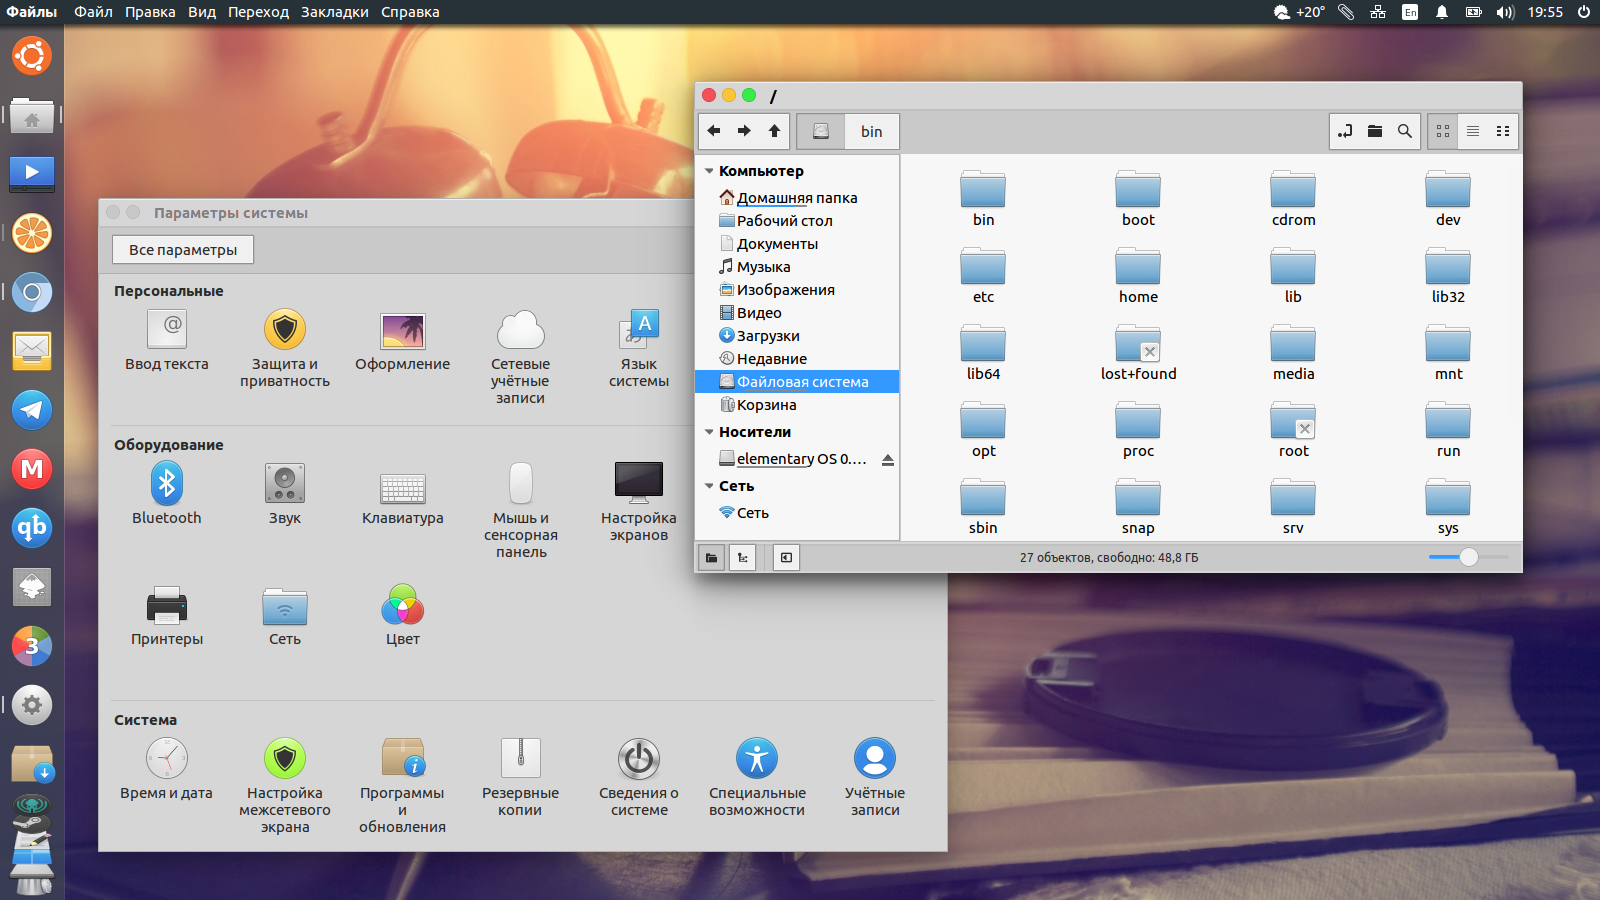 Файлы Файл Правка Вид Переход Закладки Справка +20° En 19:55
/
bin
Компьютер
Домашняя папка
Рабочий стол
Документы
Музыка
Изображения
Видео
Загрузки
Недавние
Файловая система
Корзина
Носители
elementary OS 0....
Сеть
Сеть
bin boot cdrom dev
etc home lib lib32
lib64 lost+found media mnt
opt proc root run
sbin snap srv sys
27 объектов, свободно: 48,8 ГБ
Параметры системы
Все параметры
Персональные
@
A
Ввод текста
Защита и
приватность
Оформление
Сетевые
учётные
записи
Язык
системы
Оборудование
Bluetooth
Звук
Клавиатура
Мышь и
сенсорная
панель
Настройка
экранов
Принтеры
Сеть
Цвет
Система
Время и дата
Настройка
межсетевого
экрана
Программы
и
обновления
Резервные
копии
Сведения о
системе
Специальные
возможности
Учётные
записи
M
qb
3